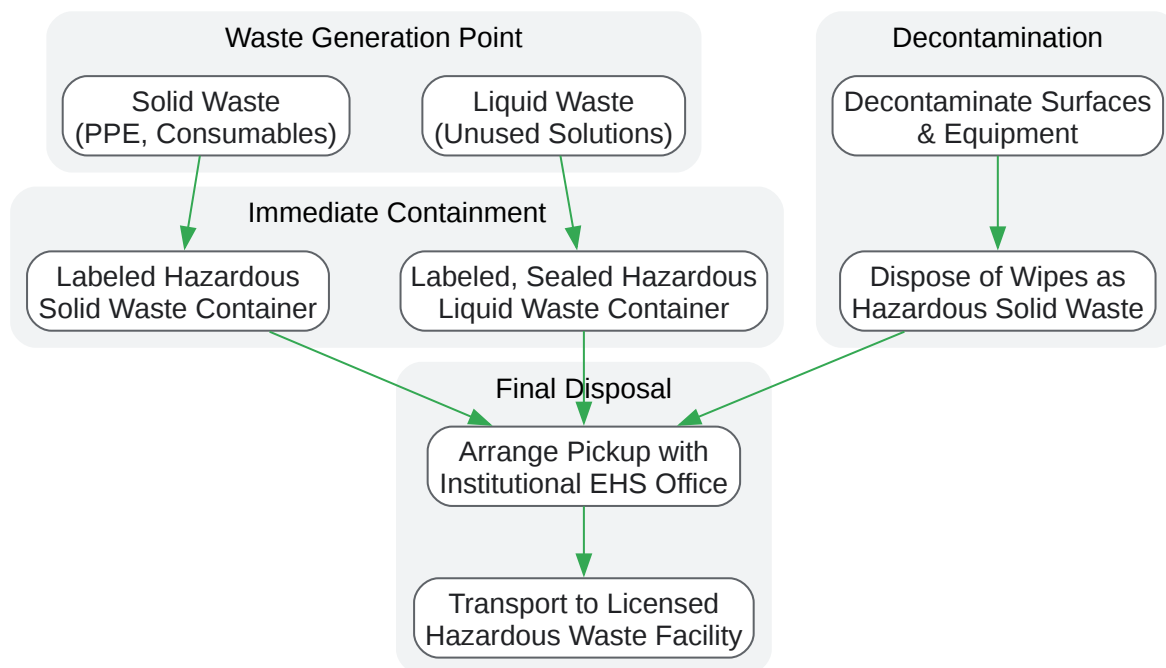 Waste Generation Point
Decontamination
Solid Waste
(PPE, Consumables)
Liquid Waste
(Unused Solutions)
Decontaminate Surfaces
& Equipment
Immediate Containment
Labeled Hazardous
Solid Waste Container
Labeled, Sealed Hazardous
Liquid Waste Container
Dispose of Wipes as
Hazardous Solid Waste
Final Disposal
Arrange Pickup with
Institutional EHS Office
Transport to Licensed
Hazardous Waste Facility